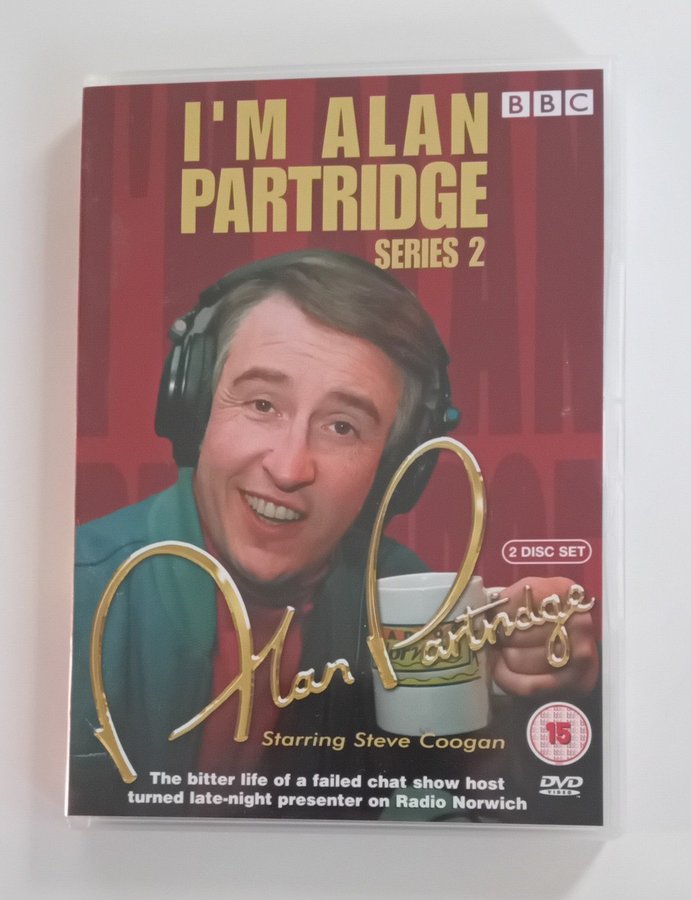 I'M ALAN
PARTRIDGE
SERIES 2
BBC
2 DISC SET
Alan Partridge
Starring Steve Coogan
15
The bitter life of a failed chat show host
turned late-night presenter on Radio Norwich
DVD
VIDEO